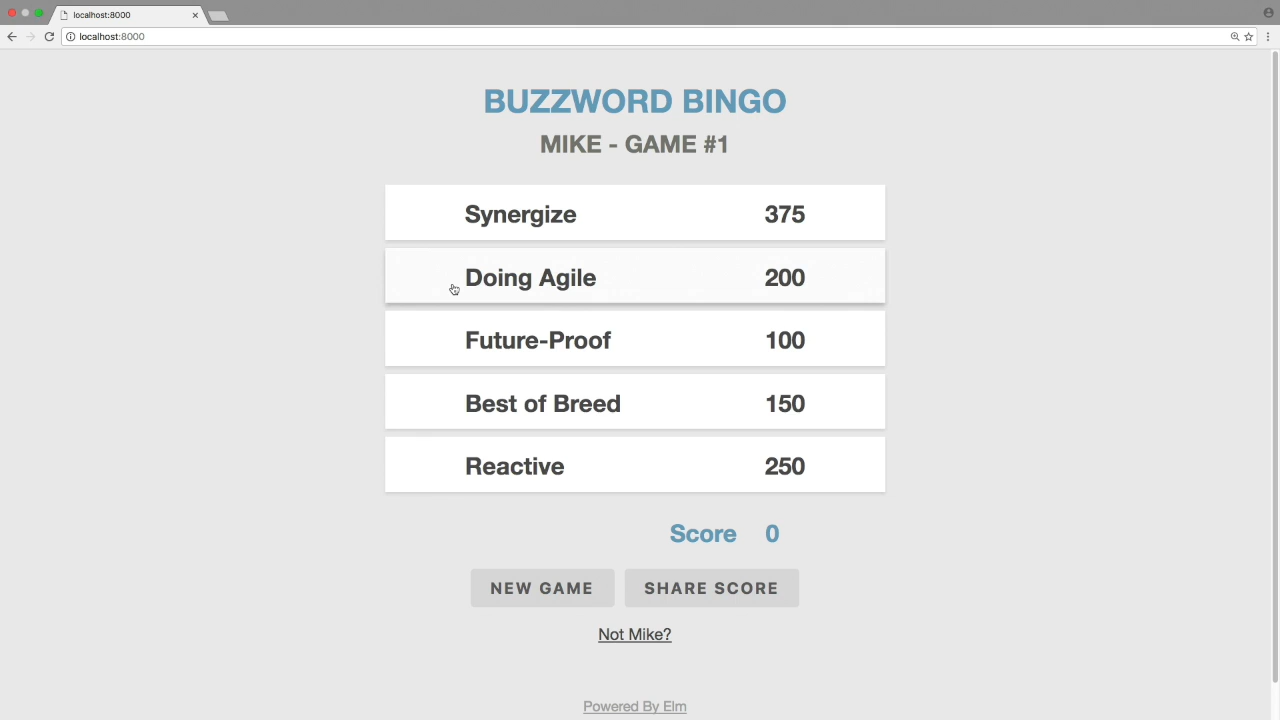 localhost:8000
localhost:8000
BUZZWORD BINGO
MIKE - GAME #1
Synergize 375
Doing Agile 200
Future-Proof 100
Best of Breed 150
Reactive 250
Score 0
NEW GAME SHARE SCORE
Not Mike?
Powered By Elm